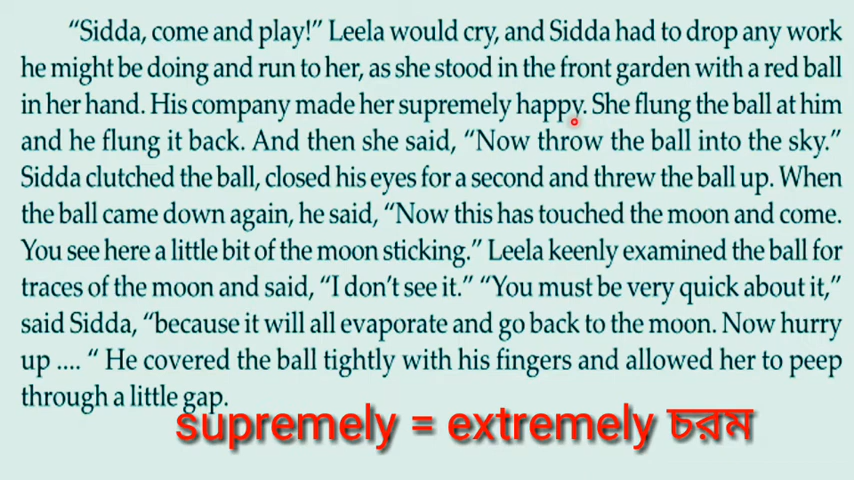 “Sidda, come and play!” Leela would cry, and Sidda had to drop any work
he might be doing and run to her, as she stood in the front garden with a red ball
in her hand. His company made her supremely happy. She flung the ball at him
and he flung it back. And then she said, “Now throw the ball into the sky.”
Sidda clutched the ball, closed his eyes for a second and threw the ball up. When
the ball came down again, he said, “Now this has touched the moon and come.
You see here a little bit of the moon sticking.” Leela keenly examined the ball for
traces of the moon and said, “I don’t see it.” “You must be very quick about it,”
said Sidda, “because it will all evaporate and go back to the moon. Now hurry
up .... “ He covered the ball tightly with his fingers and allowed her to peep
through a little gap.
supremely = extremely চরম